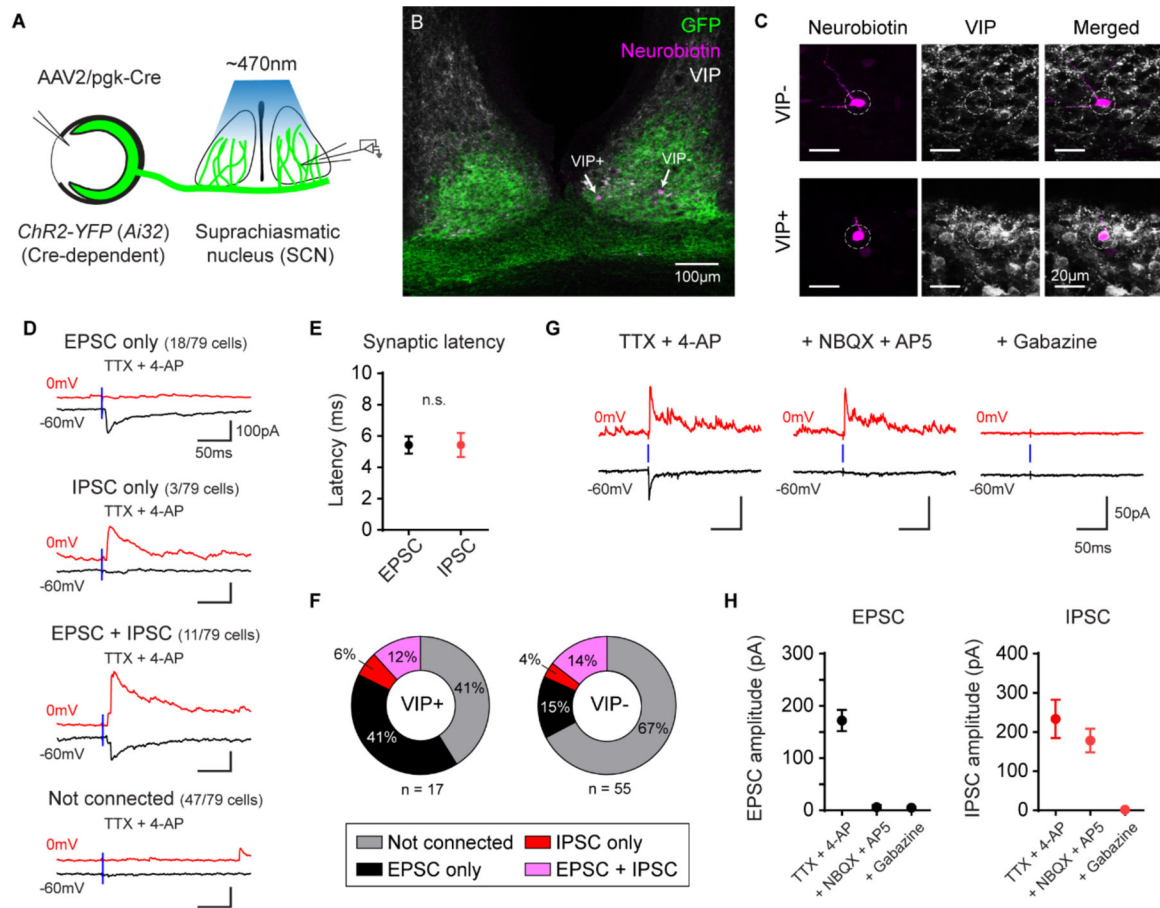 A
AAV2/pgk-Cre
~470nm
ChR2-YFP (Ai32)
(Cre-dependent)
Suprachiasmatic
nucleus (SCN)
B
GFP
Neurobiotin
VIP
VIP+
VIP-
100μm
C
Neurobiotin
VIP
Merged
VIP-
VIP+
20μm
D
EPSC only (18/79 cells)
TTX + 4-AP
0mV
-60mV
100pA
50ms
IPSC only (3/79 cells)
TTX + 4-AP
0mV
-60mV
EPSC + IPSC (11/79 cells)
TTX + 4-AP
0mV
-60mV
Not connected (47/79 cells)
TTX + 4-AP
0mV
-60mV
E
Synaptic latency
n.s.
Latency (ms)
10
8
6
4
2
0
EPSC
IPSC
F
6%
12%
41%
41%
VIP+
n = 17
4%
14%
15%
67%
VIP-
n = 55
Not connected
IPSC only
EPSC only
EPSC + IPSC
G
TTX + 4-AP
+ NBQX + AP5
+ Gabazine
0mV
-60mV
0mV
-60mV
0mV
-60mV
50pA
50ms
H
EPSC
EPSC amplitude (pA)
300
200
150
100
0
TTX + 4-AP
+ NBQX + AP5
+ Gabazine
IPSC
IPSC amplitude (pA)
400
300
200
100
0
TTX + 4-AP
+ NBQX + AP5
+ Gabazine